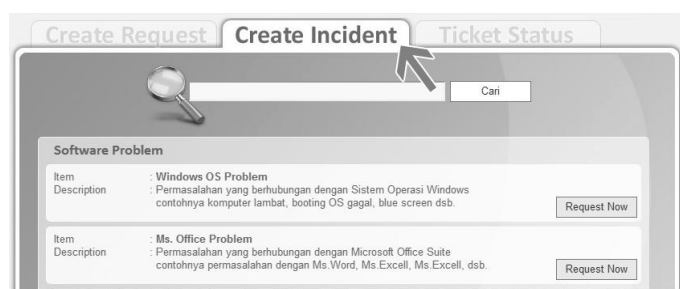 Create Request
Create Incident
Ticket Status
Cari
Software Problem
Item : Windows OS Problem
Description : Permasalahan yang berhubungan dengan Sistem Operasi Windows
contohnya komputer lambat, booting OS gagal, blue screen dsb.
Request Now
Item : Ms. Office Problem
Description : Permasalahan yang berhubungan dengan Microsoft Office Suite
contohnya permasalahan dengan Ms.Word, Ms.Excell, Ms.Excell, dsb.
Request Now